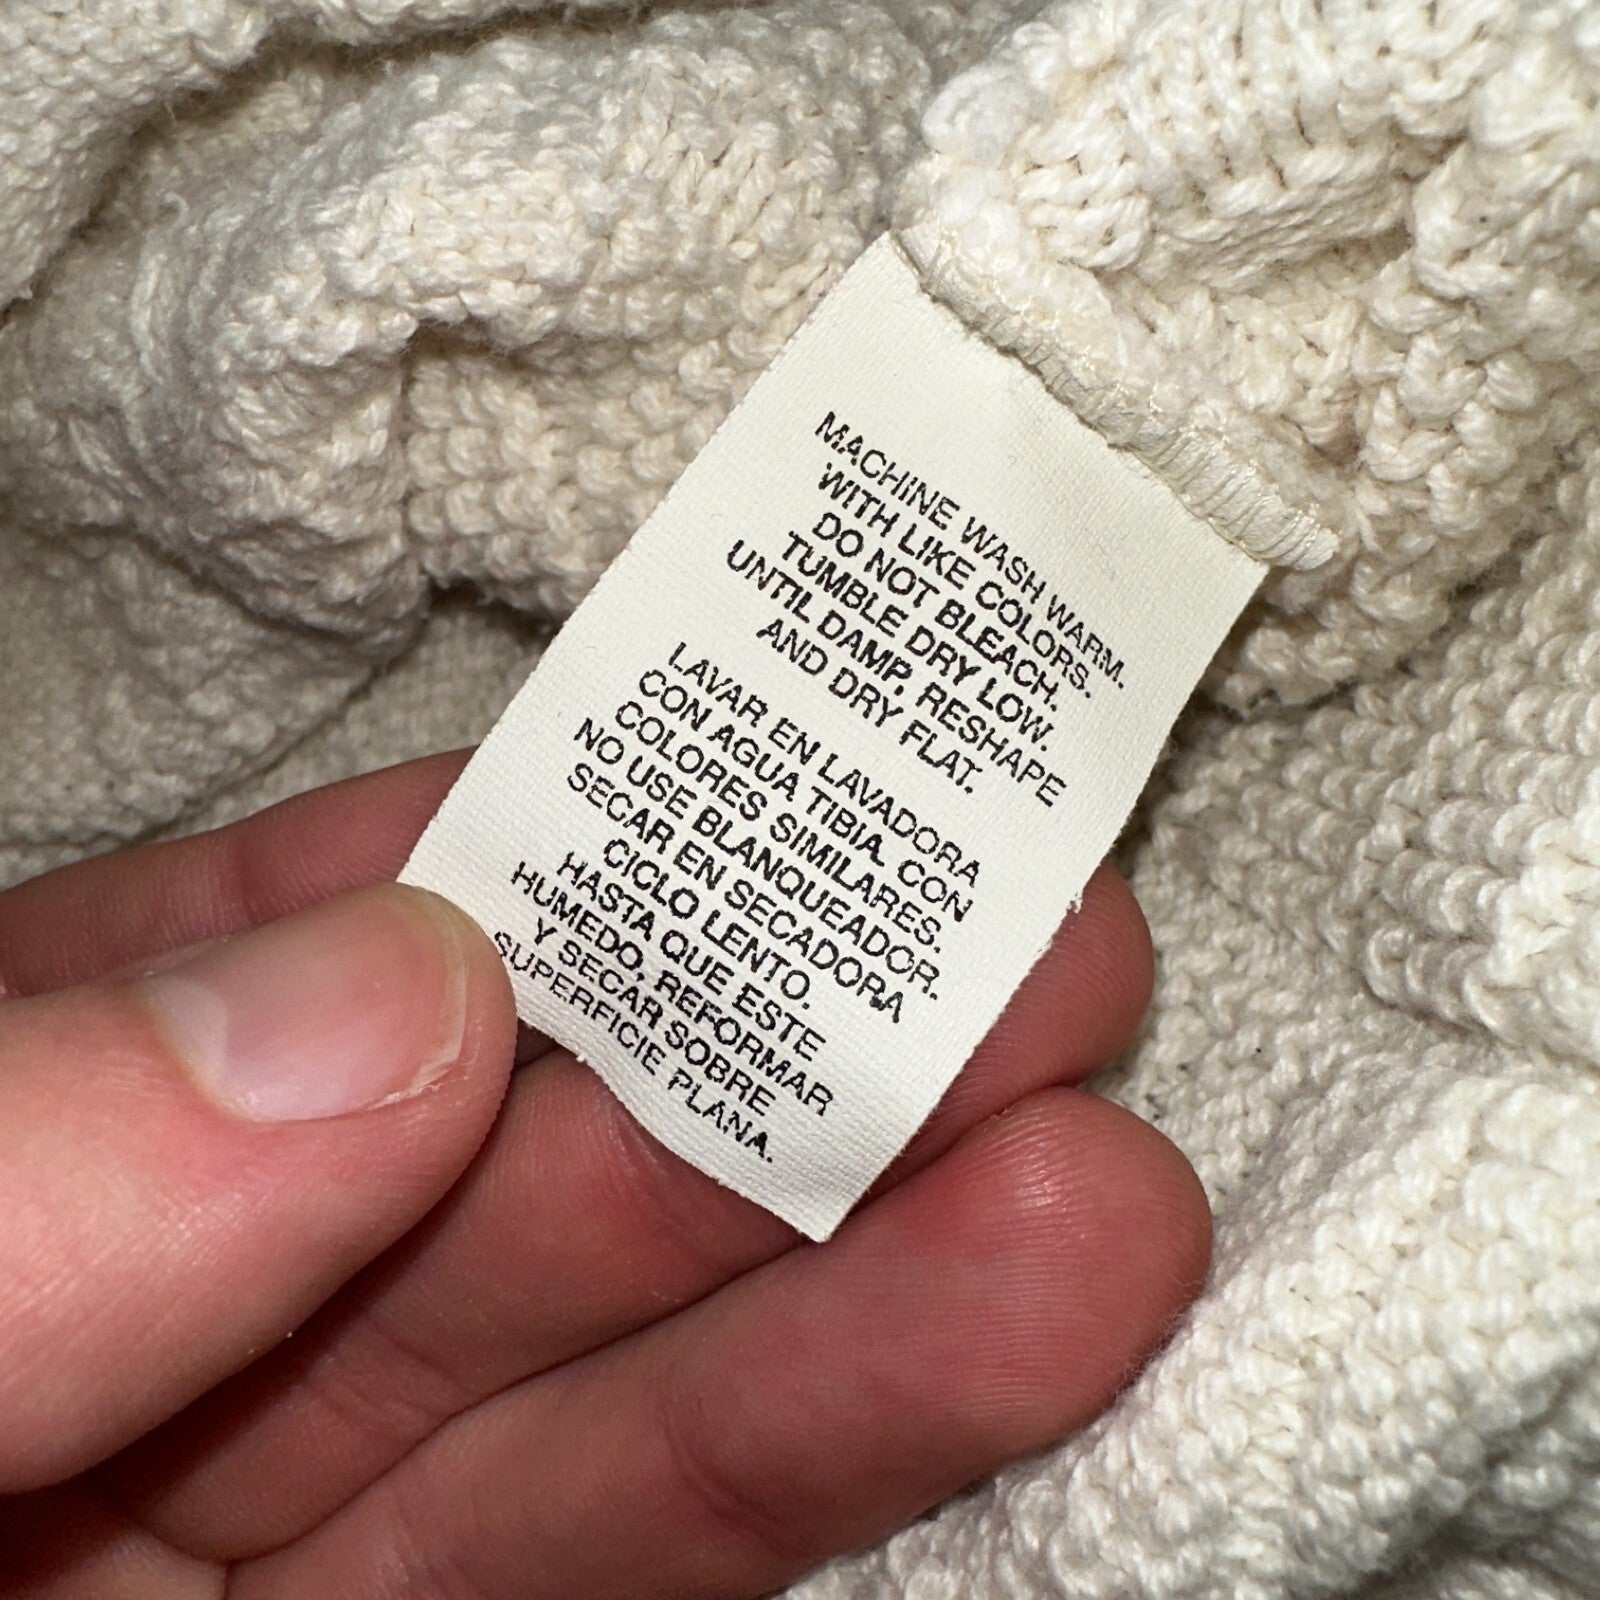 MACHINE WASH WARM.
WITH LIKE COLORS.
DO NOT BLEACH.
TUMBLE DRY LOW.
UNTIL DAMP, RESHAPE
AND DRY FLAT.
LAVAR EN LAVADORA
CON AGUA TIBIA. CON
COLORES SIMILARES.
NO USE BLANQUEADOR.
SECAR EN SECADORA
CICLO LENTO.
HASTA QUE ESTE
HUMEDO, REFORMAR
Y SECAR SOBRE
SUPERFICIE PLANA.